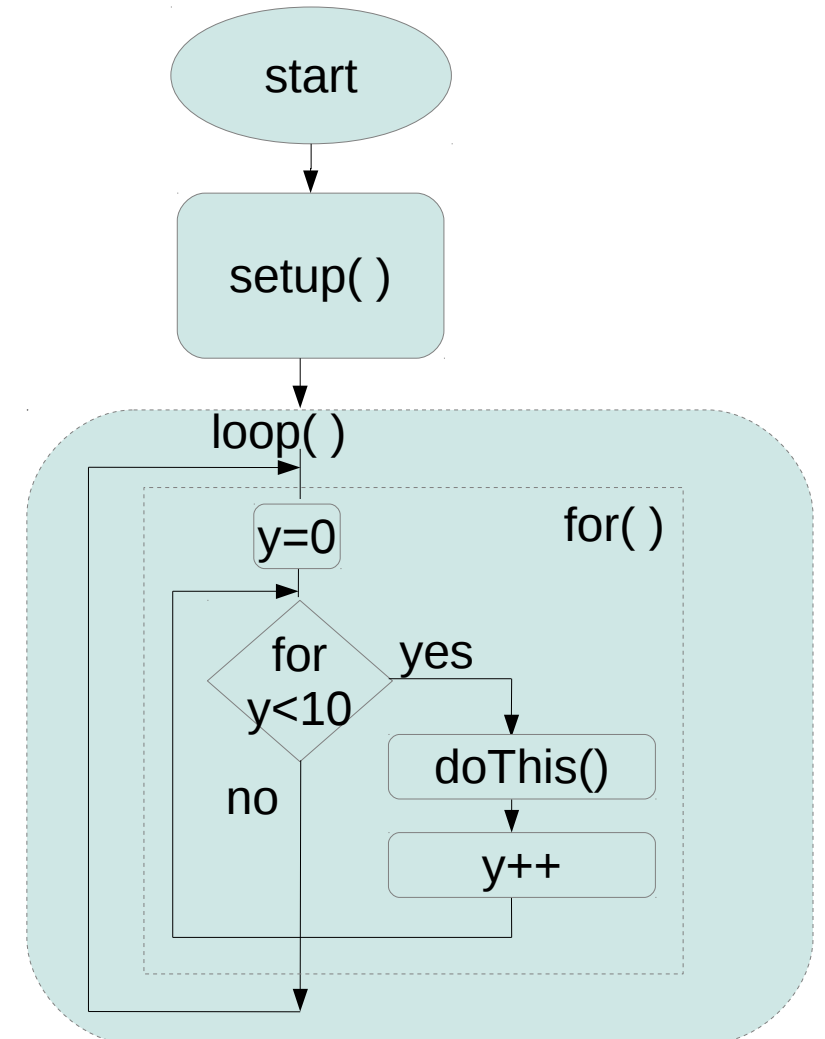 start
setup( )
loop( )
for( )
y=0
for
y<10
yes
doThis()
no
y++